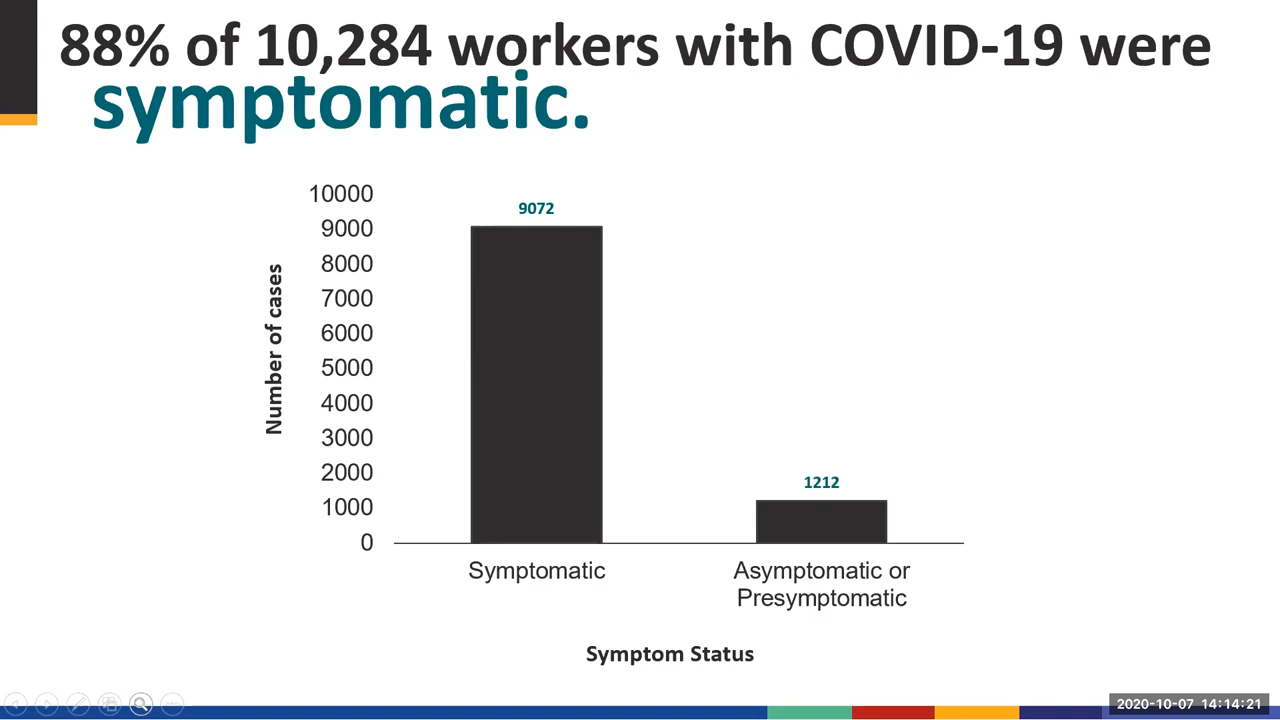 88% of 10,284 workers with COVID-19 were
symptomatic.
10000
9000
8000
7000
6000
5000
4000
3000
2000
1000
0
Number of cases
9072
1212
Symptomatic
Asymptomatic or
Presymptomatic
Symptom Status
2020-10-07 14:14:21